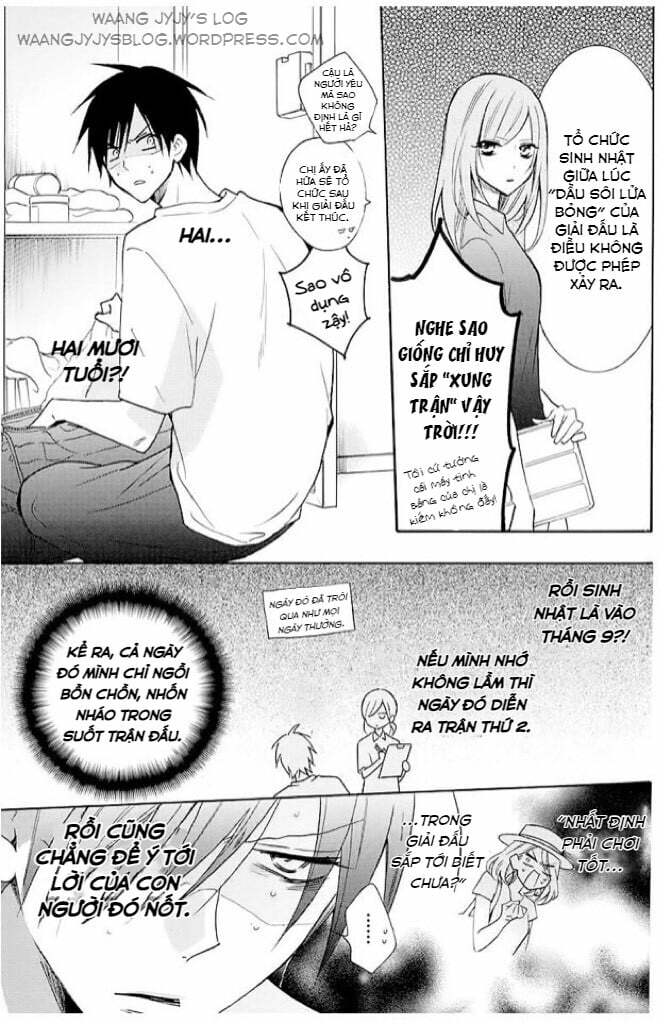 WAANG JYJY'S LOG
WAANGJYJYSBLOG.WORDPRESS.COM
TỔ CHỨC
SINH NHẬT
GIỮA LÚC
"DẦU SÔI LỬA
BỎNG" CỦA
GIẢI ĐẤU LÀ
ĐIỀU KHÔNG
ĐƯỢC PHÉP
XẢY RA.
CẬU LÀ
NGƯỜI YÊU
MÀ SAO
KHÔNG
ĐỊNH LÀ GÌ
HẾT HẢ?
CHỊ ẤY ĐÃ
HỨA SẼ TỔ
CHỨC SAU
KHI GIẢI ĐẤU
KẾT THÚC.
Sao vô
dụng
zậy!
NGHE SAO
GIỐNG CHỈ HUY
SẮP "XUNG
TRẬN" VẬY
TRỜI!!!
Tôi cứ tưởng
cái máy tính
bảng của chị là
kiếm không đấy!
HAI...
HAI MƯƠI
TUỔI?!
RỒI SINH
NHẬT LÀ VÀO
THÁNG 9?!
NGÀY ĐÓ ĐÃ TRÔI
QUA NHƯ MỌI
NGÀY THƯỜNG.
NẾU MÌNH NHỚ
KHÔNG LẦM THÌ
NGÀY ĐÓ DIỄN
RA TRẬN THỨ 2.
KỂ RA, CẢ NGÀY
ĐÓ MÌNH CHỈ NGỒI
BỒN CHỒN, NHỐN
NHÁO TRONG
SUỐT TRẬN ĐẤU.
"NHẤT ĐỊNH
PHẢI CHƠI
TỐT...
...TRONG
GIẢI ĐẤU
SẮP TỚI BIẾT
CHƯA?"
RỒI CŨNG
CHẲNG ĐỂ Ý TỚI
LỜI CỦA CON
NGƯỜI ĐÓ NỐT.